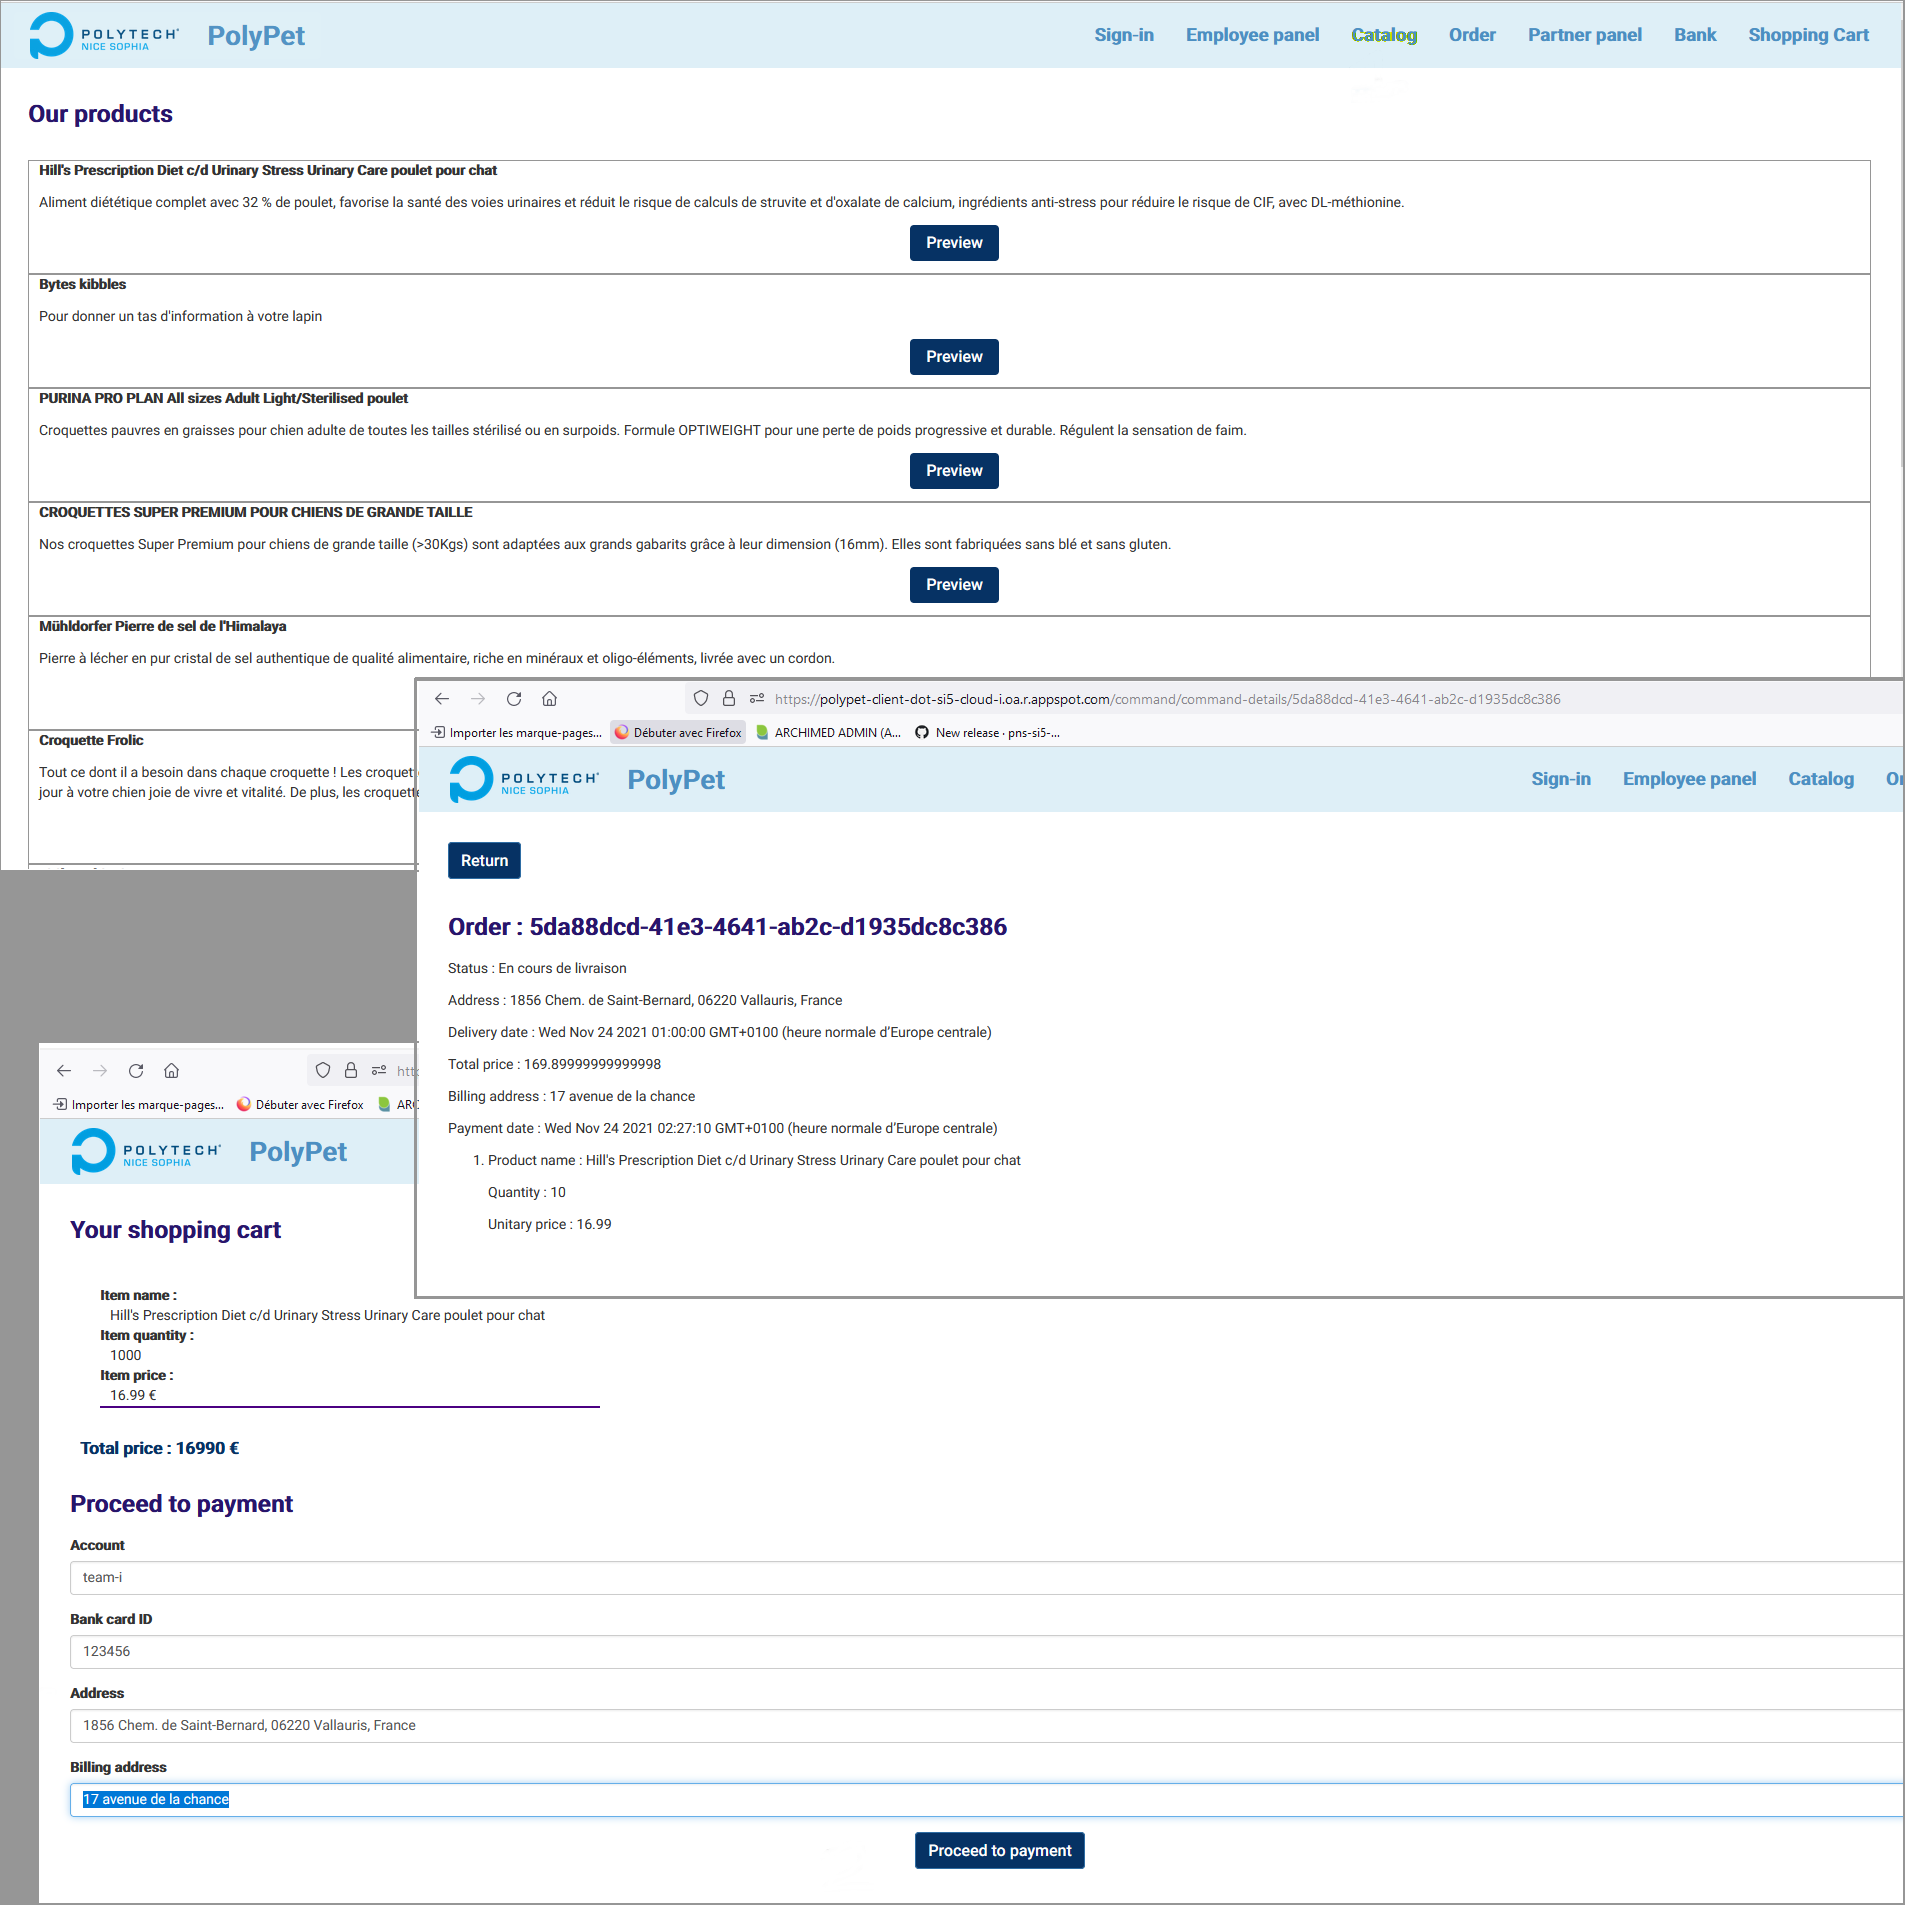 POLYTECH
NICE SOPHIA
PolyPet
Sign-in Employee panel Catalog Order Partner panel Bank Shopping Cart
Our products
Hill's Prescription Diet c/d Urinary Stress Urinary Care poulet pour chat
Aliment diététique complet avec 32 % de poulet, favorise la santé des voies urinaires et réduit le risque de calculs de struvite et d'oxalate de calcium, ingrédients anti-stress pour réduire le risque de CIF, avec DL-méthionine.
Preview
Bytes kibbles
Pour donner un tas d'information à votre lapin
Preview
PURINA PRO PLAN All sizes Adult Light/Sterilised poulet
Croquettes pauvres en graisses pour chien adulte de toutes les tailles stérilisé ou en surpoids. Formule OPTIWEIGHT pour une perte de poids progressive et durable. Régulent la sensation de faim.
Preview
CROQUETTES SUPER PREMIUM POUR CHIENS DE GRANDE TAILLE
Nos croquettes Super Premium pour chiens de grande taille (>30Kgs) sont adaptées aux grands gabarits grâce à leur dimension (16mm). Elles sont fabriquées sans blé et sans gluten.
Preview
Mühldorfer Pierre de sel de l'Himalaya
Pierre à lécher en pur cristal de sel authentique de qualité alimentaire, riche en minéraux et oligo-éléments, livrée avec un cordon.
Croquette Frolic
Tout ce dont il a besoin dans chaque croquette ! Les croquet
jour à votre chien joie de vivre et vitalité. De plus, les croquette
https://polypet-client-dot-si5-cloud-i.oa.r.appspot.com/command/command-details/5da88dcd-41e3-4641-ab2c-d1935dc8c386
Importer les marque-pages... Débuter avec Firefox ARCHIMED ADMIN (A... New release · pns-si5-...
POLYTECH
NICE SOPHIA
PolyPet
Sign-in Employee panel Catalog Or
Return
Order : 5da88dcd-41e3-4641-ab2c-d1935dc8c386
Status : En cours de livraison
Address : 1856 Chem. de Saint-Bernard, 06220 Vallauris, France
Delivery date : Wed Nov 24 2021 01:00:00 GMT+0100 (heure normale d’Europe centrale)
Total price : 169.89999999999998
Billing address : 17 avenue de la chance
Payment date : Wed Nov 24 2021 02:27:10 GMT+0100 (heure normale d’Europe centrale)
1. Product name : Hill's Prescription Diet c/d Urinary Stress Urinary Care poulet pour chat
Quantity : 10
Unitary price : 16.99
htt
Importer les marque-pages... Débuter avec Firefox ARC
POLYTECH
NICE SOPHIA
PolyPet
Your shopping cart
Item name :
Hill's Prescription Diet c/d Urinary Stress Urinary Care poulet pour chat
Item quantity :
1000
Item price :
16.99 €
Total price : 16990 €
Proceed to payment
Account
team-i
Bank card ID
123456
Address
1856 Chem. de Saint-Bernard, 06220 Vallauris, France
Billing address
17 avenue de la chance
Proceed to payment